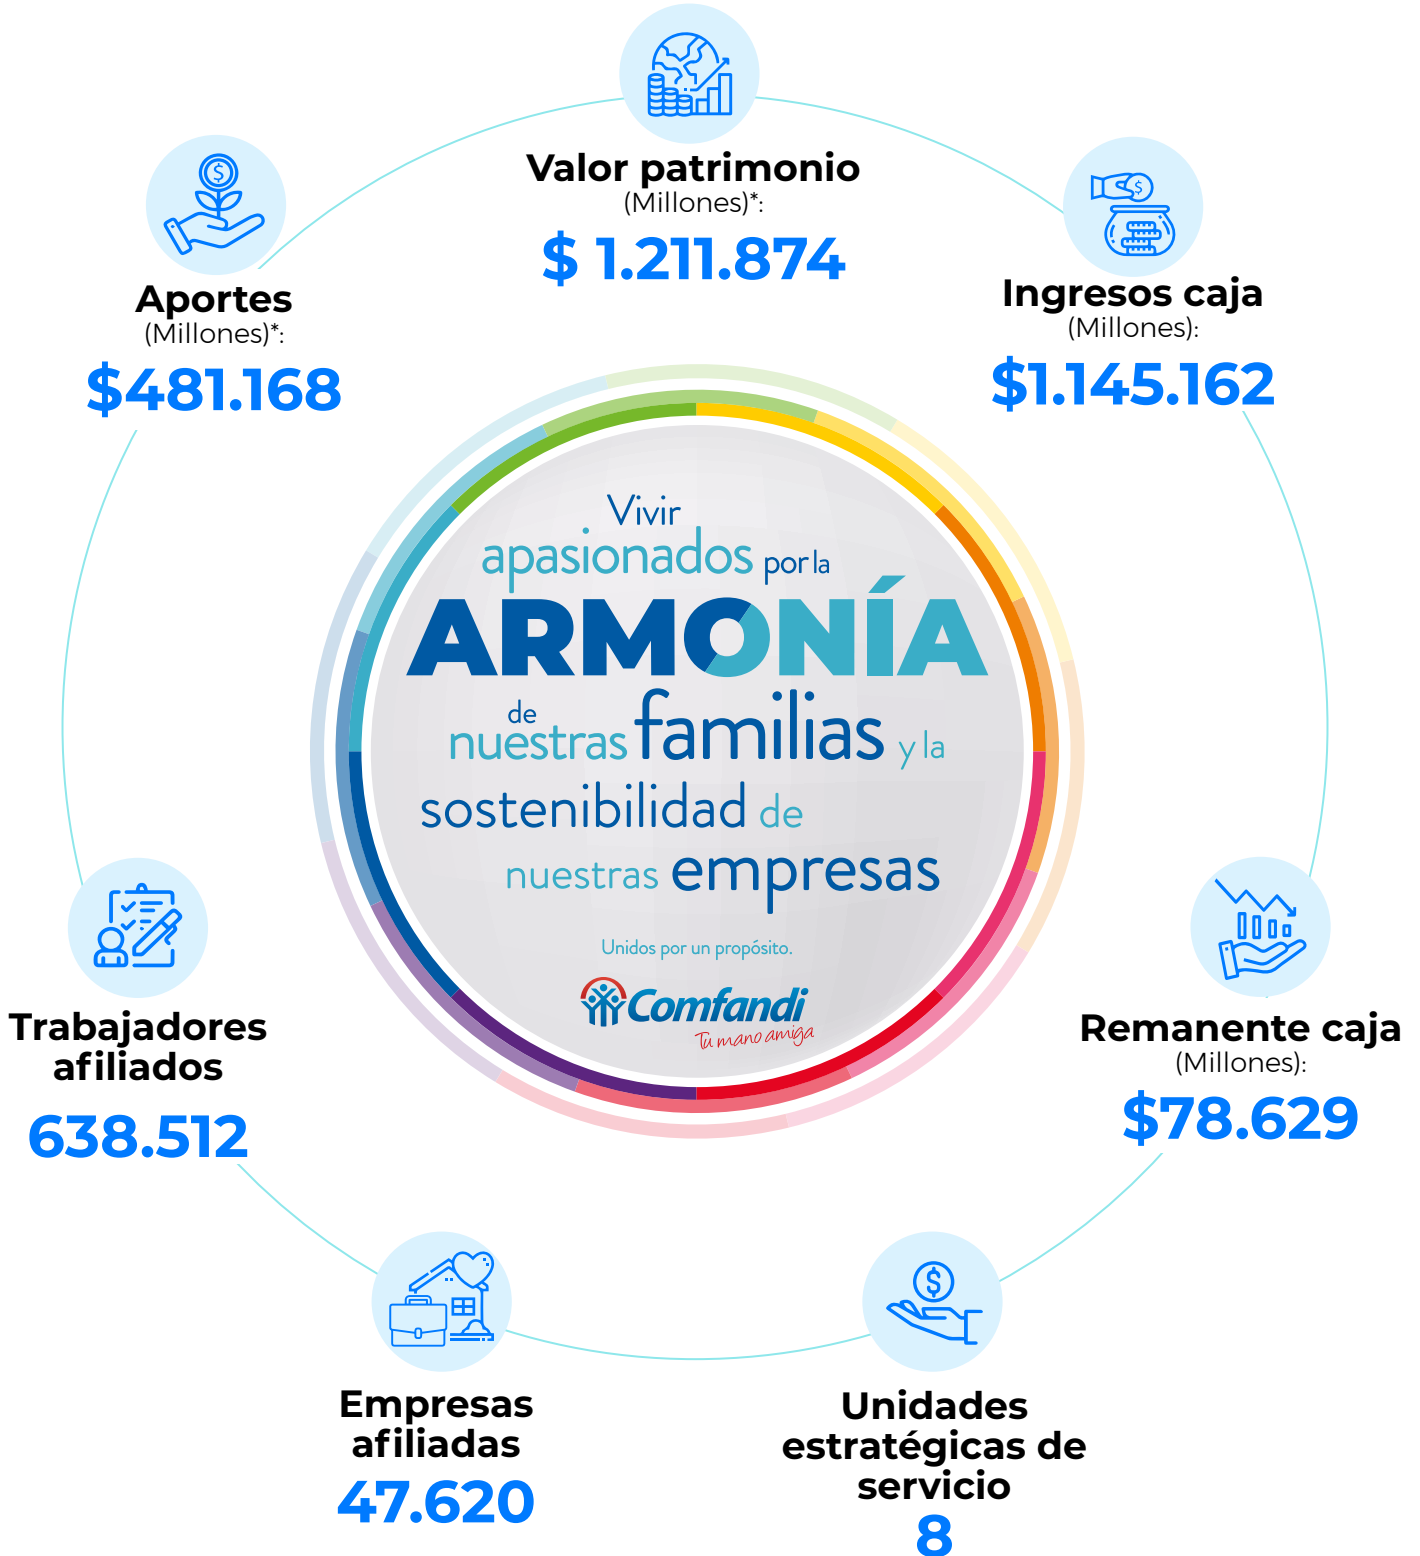 Valor patrimonio
(Millones)*:
$ 1.211.874
Aportes
(Millones)*:
$481.168
Ingresos caja
(Millones):
$1.145.162
Vivir
apasionados por la
ARMONÍA
de
nuestras familias y la
sostenibilidad de
nuestras empresas
Unidos por un propósito.
Comfandi
Tu mano amiga
Trabajadores
afiliados
638.512
Remanente caja
(Millones):
$78.629
Empresas
afiliadas
47.620
Unidades
estratégicas de
servicio
8